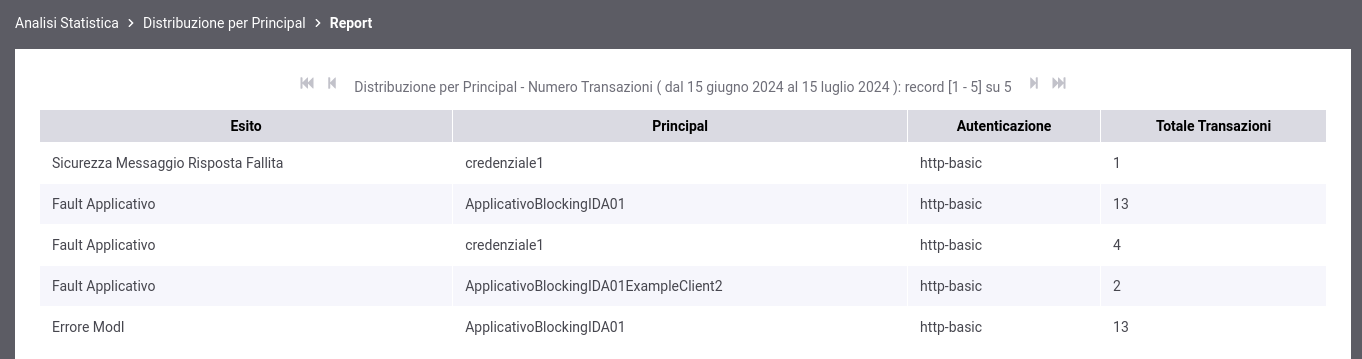 Analisi Statistica > Distribuzione per Principal > Report
Distribuzione per Principal - Numero Transazioni ( dal 15 giugno 2024 al 15 luglio 2024 ): record [1 - 5] su 5
Esito Principal Autenticazione Totale Transazioni
Sicurezza Messaggio Risposta Fallita credenziale1 http-basic 1
Fault Applicativo ApplicativoBlockingIDA01 http-basic 13
Fault Applicativo credenziale1 http-basic 4
Fault Applicativo ApplicativoBlockingIDA01ExampleClient2 http-basic 2
Errore ModI ApplicativoBlockingIDA01 http-basic 13